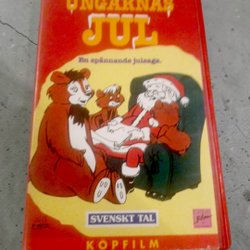 UNGARNAS
JUL
En spännande julsaga.
SVENSKT TAL
KÖPFILM